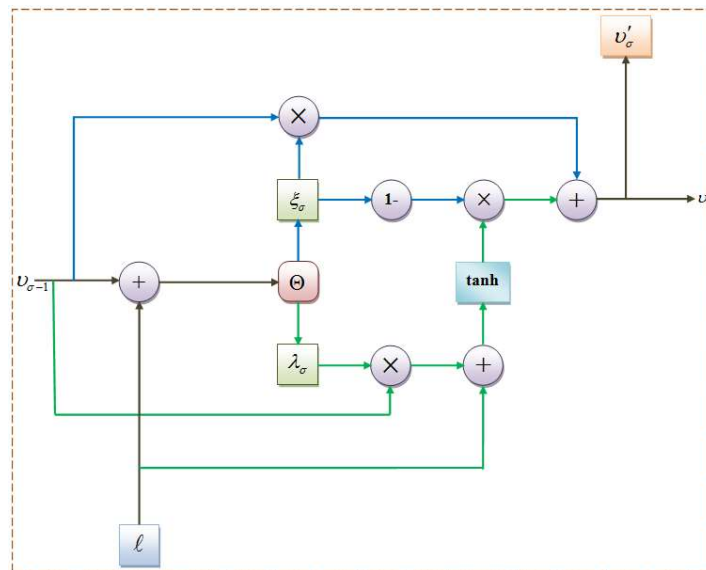 υ′σ
×
ξσ
1-
×
+
υ
υσ−1
+
Θ
tanh
λσ
×
+
ℓ